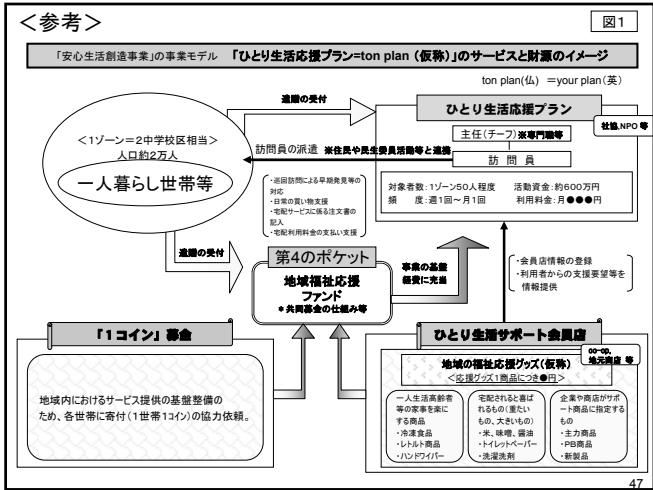 ＜参考＞
図1
「安心生活創造事業」の事業モデル 「ひとり生活応援プラン=ton plan（仮称）」のサービスと財源のイメージ
ton plan(仏) ＝your plan（英）
遺贈の受付
ひとり生活応援プラン
社協,NPO 等
主任（チーフ）※専門職等
訪 問 員
＜1ゾーン＝2中学校区相当＞
人口約2万人
一人暮らし世帯等
訪問員の派遣 ※住民や民生委員活動等と連携
対象者数：1ゾーン50人程度 活動資金：約600万円
頻 度：週1回～月1回 利用料金：月●●●円
・巡回訪問による早期発見等の
対応
・日常の買い物支援
・宅配サービスに係る注文書の
記入
・宅配利用料金の支払い支援
遺贈の受付
第4のポケット
地域福祉応援
ファンド
＊共同募金の仕組み等
事業の基盤
経費に充当
・会員店情報の登録
・利用者からの支援要望等を
情報提供
「１コイン」募金
地域内におけるサービス提供の基盤整備の
ため、各世帯に寄付（1世帯1コイン）の協力依頼。
ひとり生活サポート会員店
co-op,
地元商店 等
地域の福祉応援グッズ（仮称）
＜応援グッズ1商品につき●円＞
一人生活高齢者
等の家事を楽に
する商品
・冷凍食品
・レトルト商品
・ハンドワイパー
宅配されると喜ば
れるもの（重たい
もの、大きいもの）
・米、味噌、醤油
・トイレットペーパー
・洗濯洗剤
企業や商店がサポ
ート商品に指定する
もの
・主力商品
・PB商品
・新製品
47